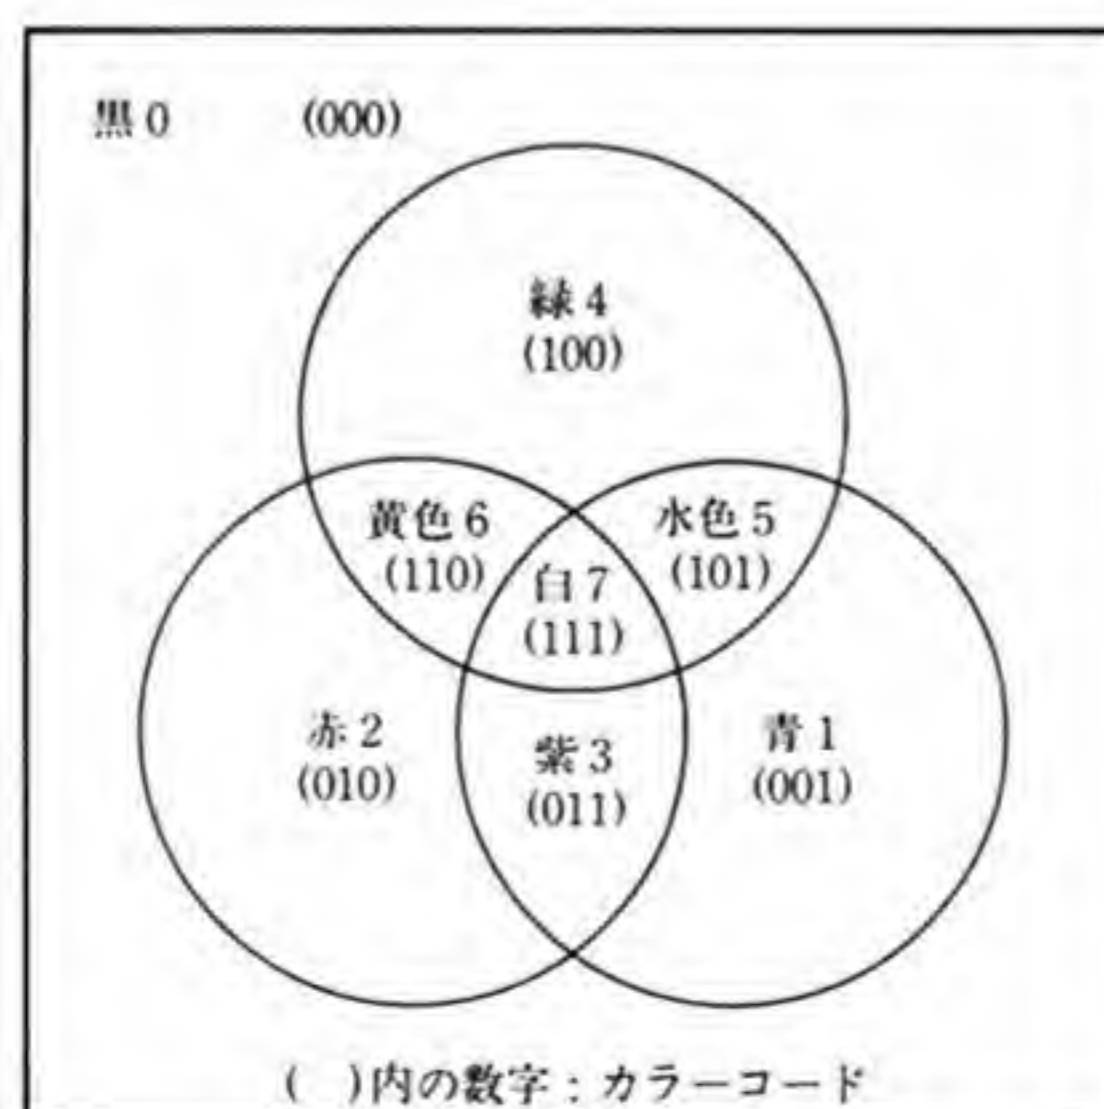 黒0 (000)
緑4
(100)
黄色6
(110)
水色5
(101)
白7
(111)
赤2
(010)
紫3
(011)
青1
(001)
( )内の数字：カラーコード